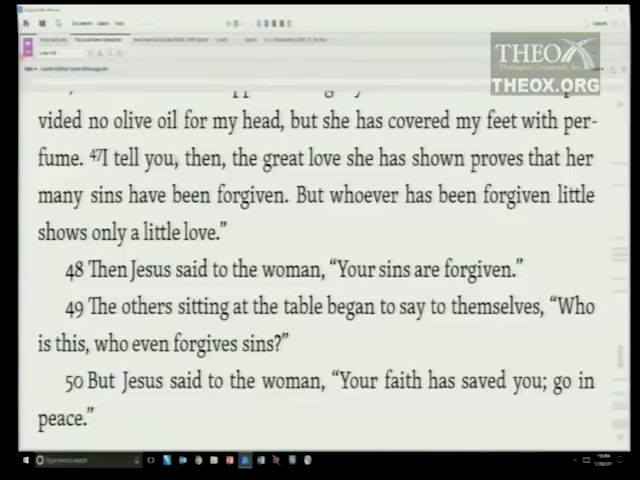 THEOX
THEOX.ORG
vided no olive oil for my head, but she has covered my feet with per-
fume. 47I tell you, then, the great love she has shown proves that her
many sins have been forgiven. But whoever has been forgiven little
shows only a little love.”
48 Then Jesus said to the woman, “Your sins are forgiven.”
49 The others sitting at the table began to say to themselves, “Who
is this, who even forgives sins?”
50 But Jesus said to the woman, “Your faith has saved you; go in
peace.”